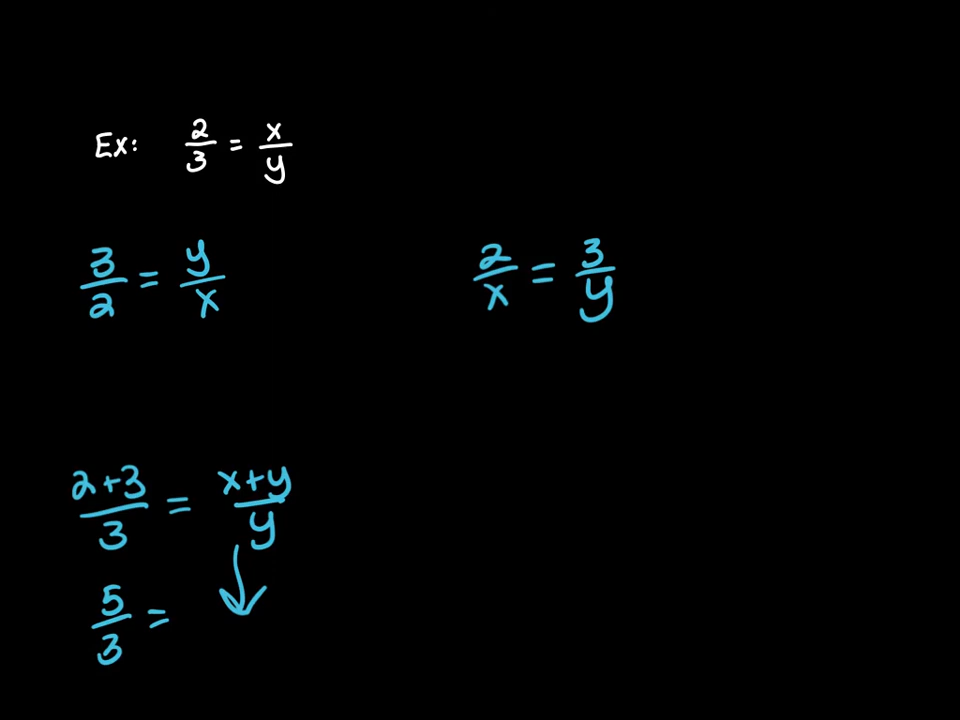 Ex: 2/3 = x/y
3/2 = y/x
2/x = 3/y
2+3/3 = x+y/y
5/3 =